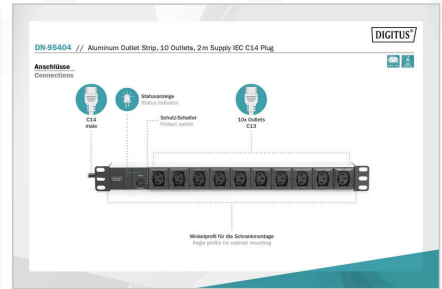 DIGITUS®
DN-95404 // Aluminum Outlet Strip, 10 Outlets, 2 m Supply IEC C14 Plug
Anschlüsse
Connections
Statusanzeige
Status indicator
C14
male
Schutz-Schalter
Protect switch
10x Outlets
C13
Winkelprofil für die Schrankmontage
Angle profile for cabinet mounting